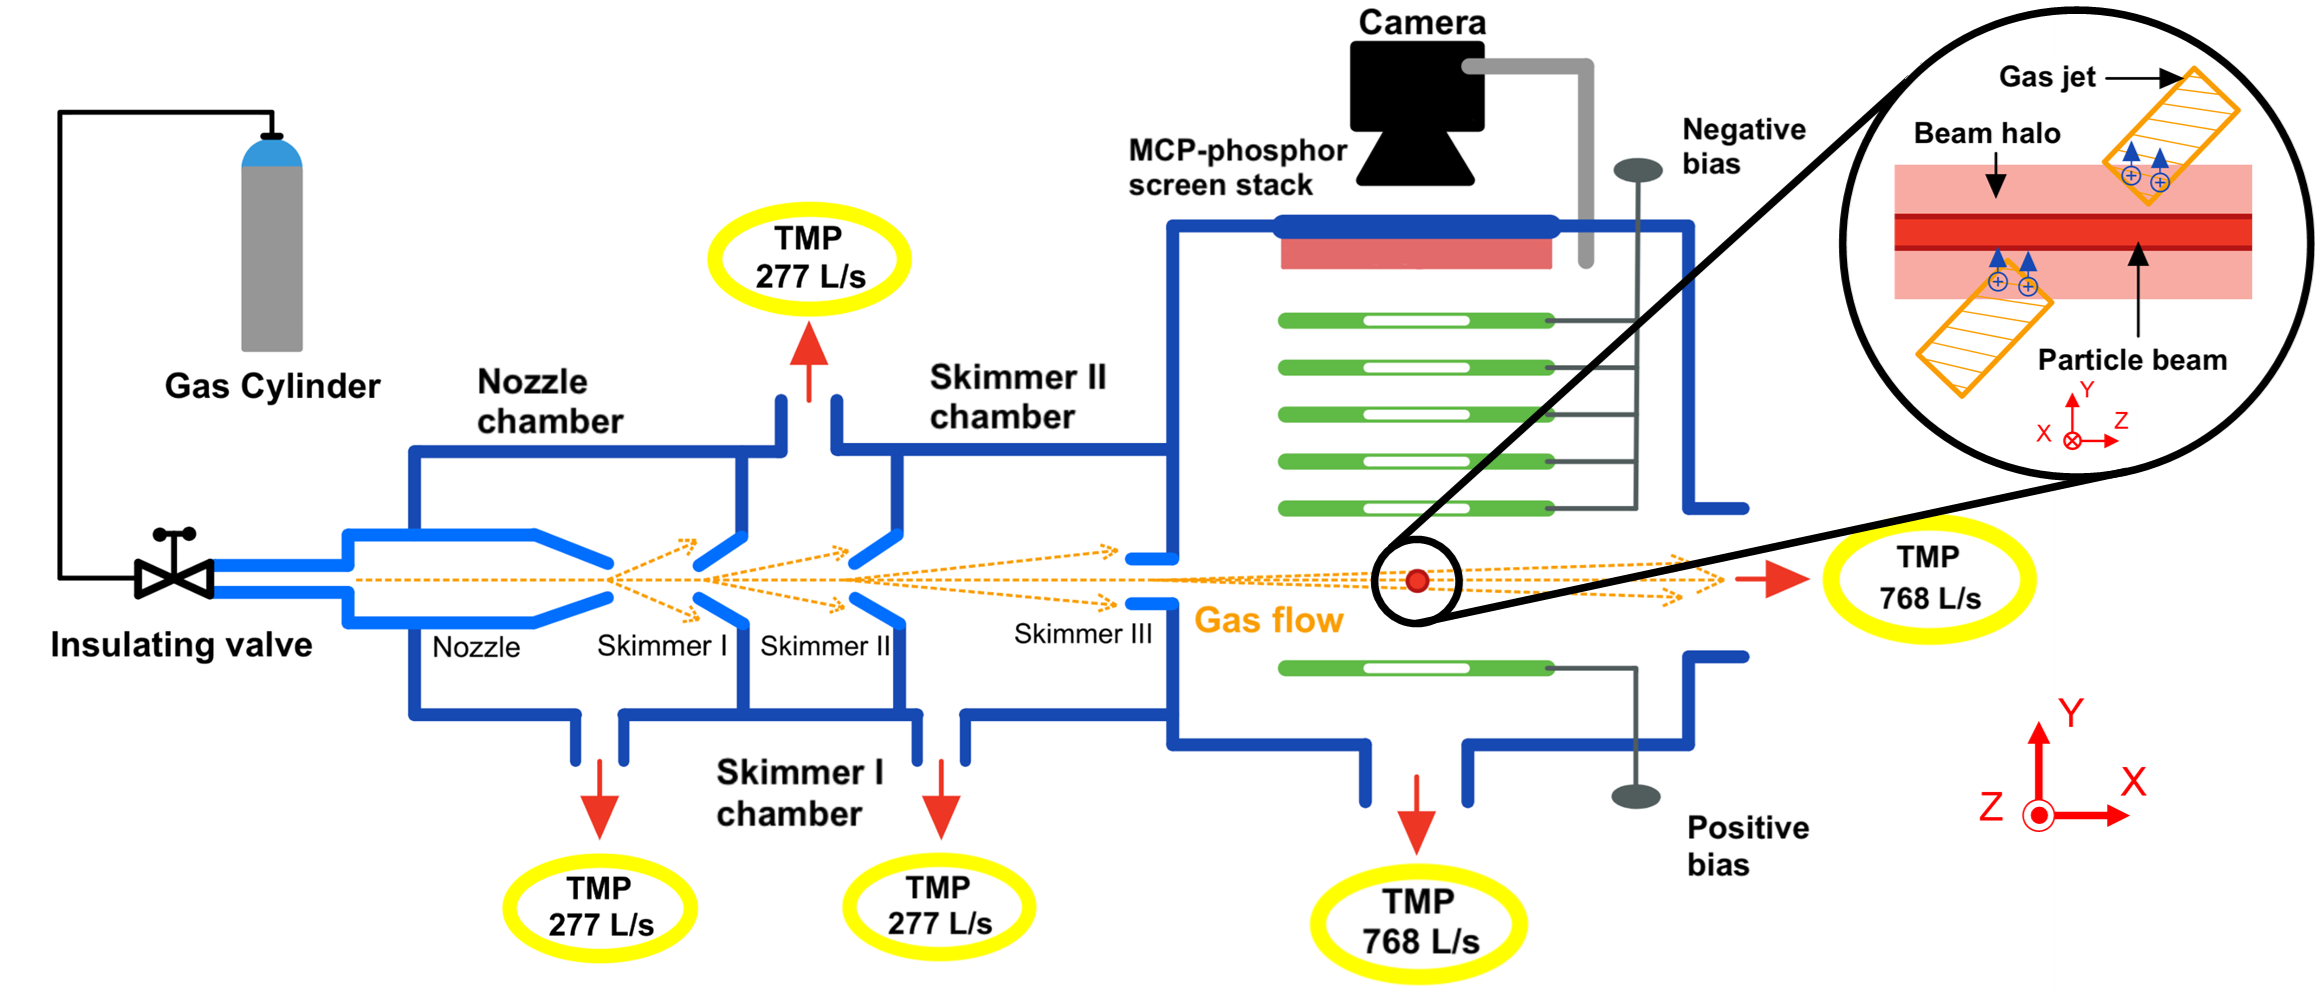 Camera
Gas jet
Beam halo
Negative
bias
MCP-phosphor
screen stack
TMP
277 L/s
Particle beam
Y
X
Z
Gas Cylinder
Nozzle
chamber
Skimmer II
chamber
TMP
768 L/s
Insulating valve
Nozzle
Skimmer I
Skimmer II
Skimmer III
Gas flow
Skimmer I
chamber
Y
X
Z
Positive
bias
TMP
277 L/s
TMP
277 L/s
TMP
768 L/s